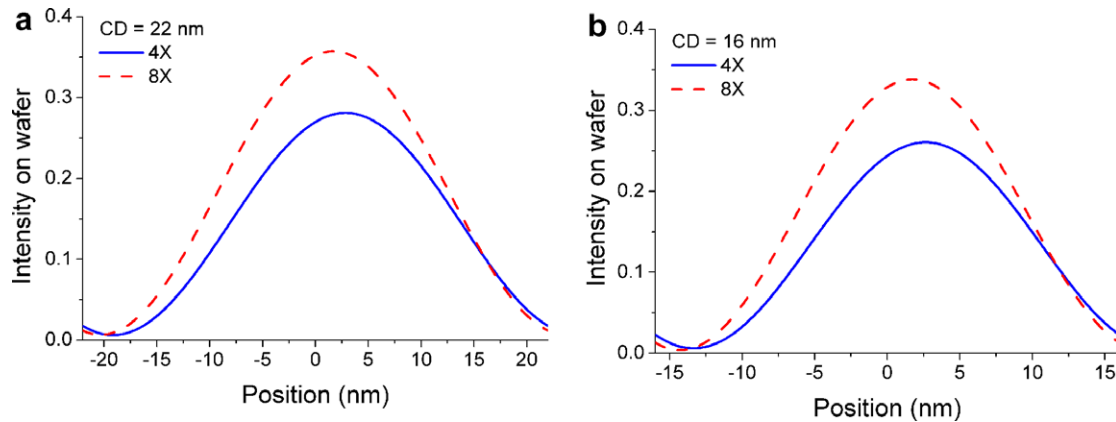 a
CD = 22 nm
4X
8X
Intensity on wafer
0.4
0.3
0.2
0.1
0.0
-20 -15 -10 -5 0 5 10 15 20
Position (nm)
b
CD = 16 nm
4X
8X
Intensity on wafer
0.4
0.3
0.2
0.1
0.0
-15 -10 -5 0 5 10 15
Position (nm)